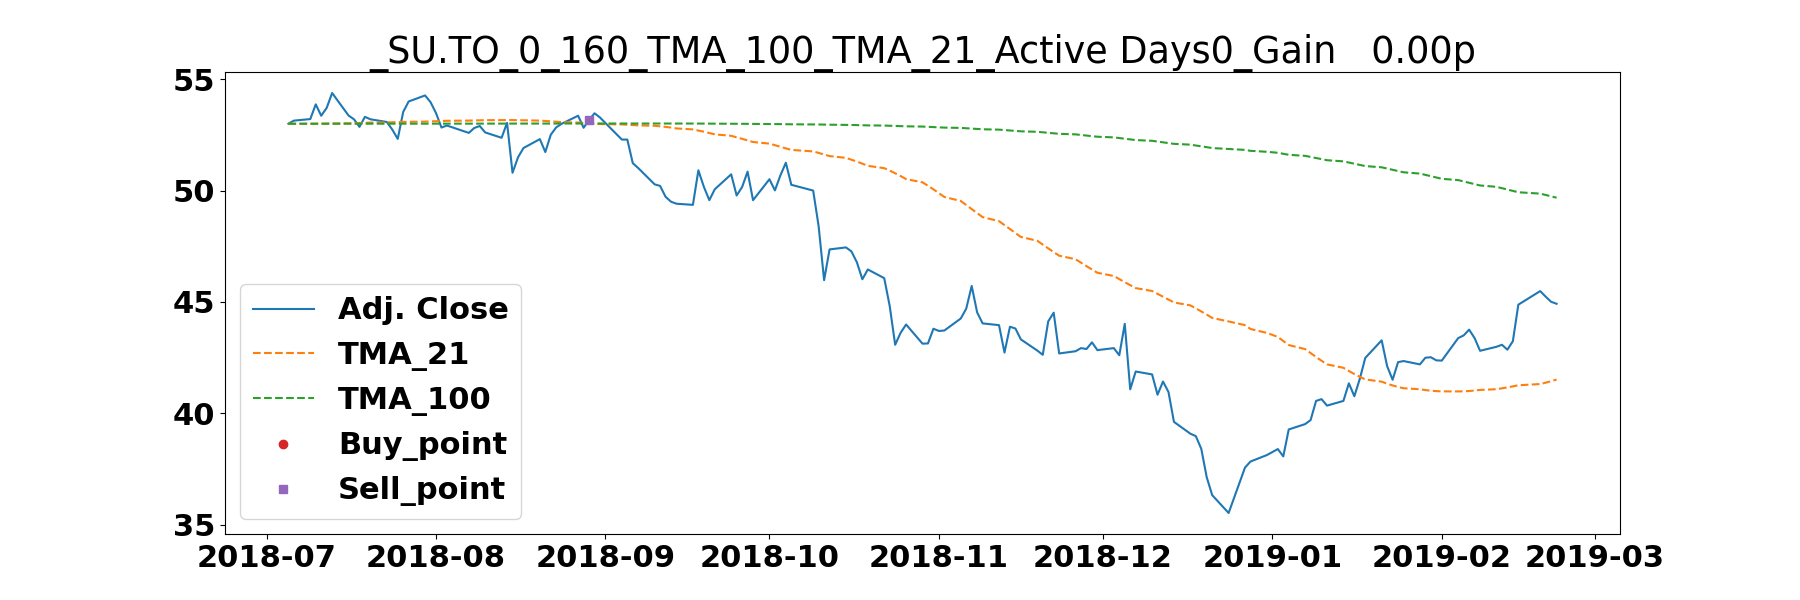 _SU.TO_0_160_TMA_100_TMA_21_Active Days0_Gain   0.00p
55
50
45
40
35
Adj. Close
TMA_21
TMA_100
Buy_point
Sell_point
2018-07 2018-08 2018-09 2018-10 2018-11 2018-12 2019-01 2019-02 2019-03